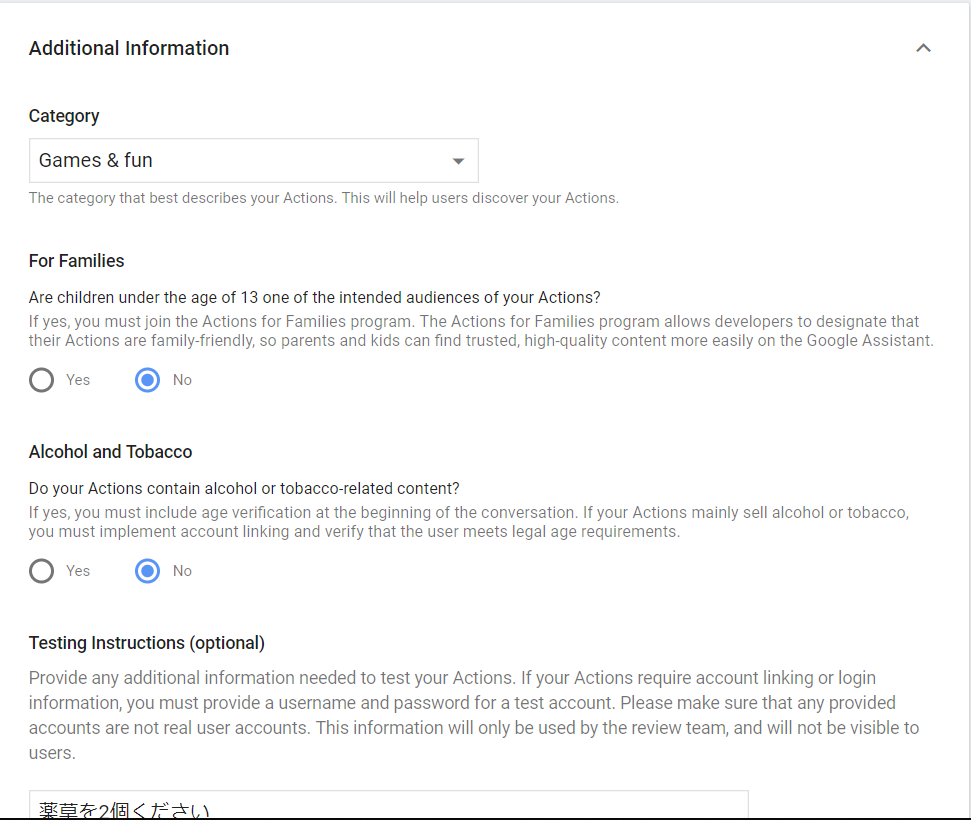 Additional Information
Category
Games & fun
The category that best describes your Actions. This will help users discover your Actions.
For Families
Are children under the age of 13 one of the intended audiences of your Actions?
If yes, you must join the Actions for Families program. The Actions for Families program allows developers to designate that
their Actions are family-friendly, so parents and kids can find trusted, high-quality content more easily on the Google Assistant.
Yes No
Alcohol and Tobacco
Do your Actions contain alcohol or tobacco-related content?
If yes, you must include age verification at the beginning of the conversation. If your Actions mainly sell alcohol or tobacco,
you must implement account linking and verify that the user meets legal age requirements.
Yes No
Testing Instructions (optional)
Provide any additional information needed to test your Actions. If your Actions require account linking or login
information, you must provide a username and password for a test account. Please make sure that any provided
accounts are not real user accounts. This information will only be used by the review team, and will not be visible to
users.
薬草を2個ください